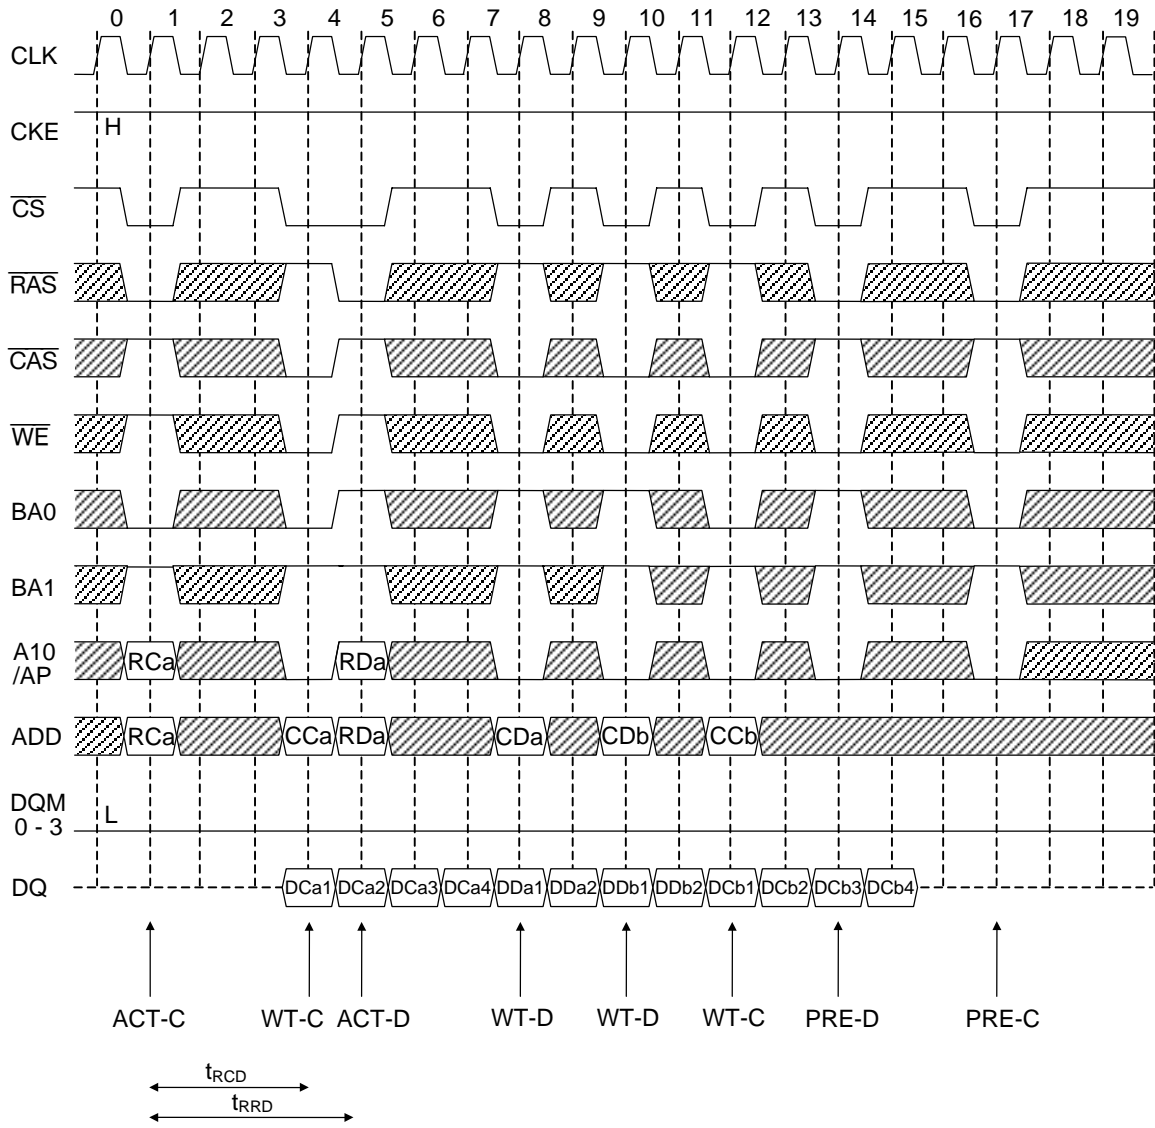 0 1 2 3 4 5 6 7 8 9 10 11 12 13 14 15 16 17 18 19
CLK
CKE H
CS
RAS
CAS
WE
BA0
BA1
A10
/AP
RCa RDa
ADD RCa CCa RDa CDa CDb CCb
DQM
0 - 3
L
DQ DCa1 DCa2 DCa3 DCa4 DDa1 DDa2 DDb1 DDb2 DCb1 DCb2 DCb3 DCb4
ACT-C WT-C ACT-D WT-D WT-D WT-C PRE-D PRE-C
tRCD
tRRD